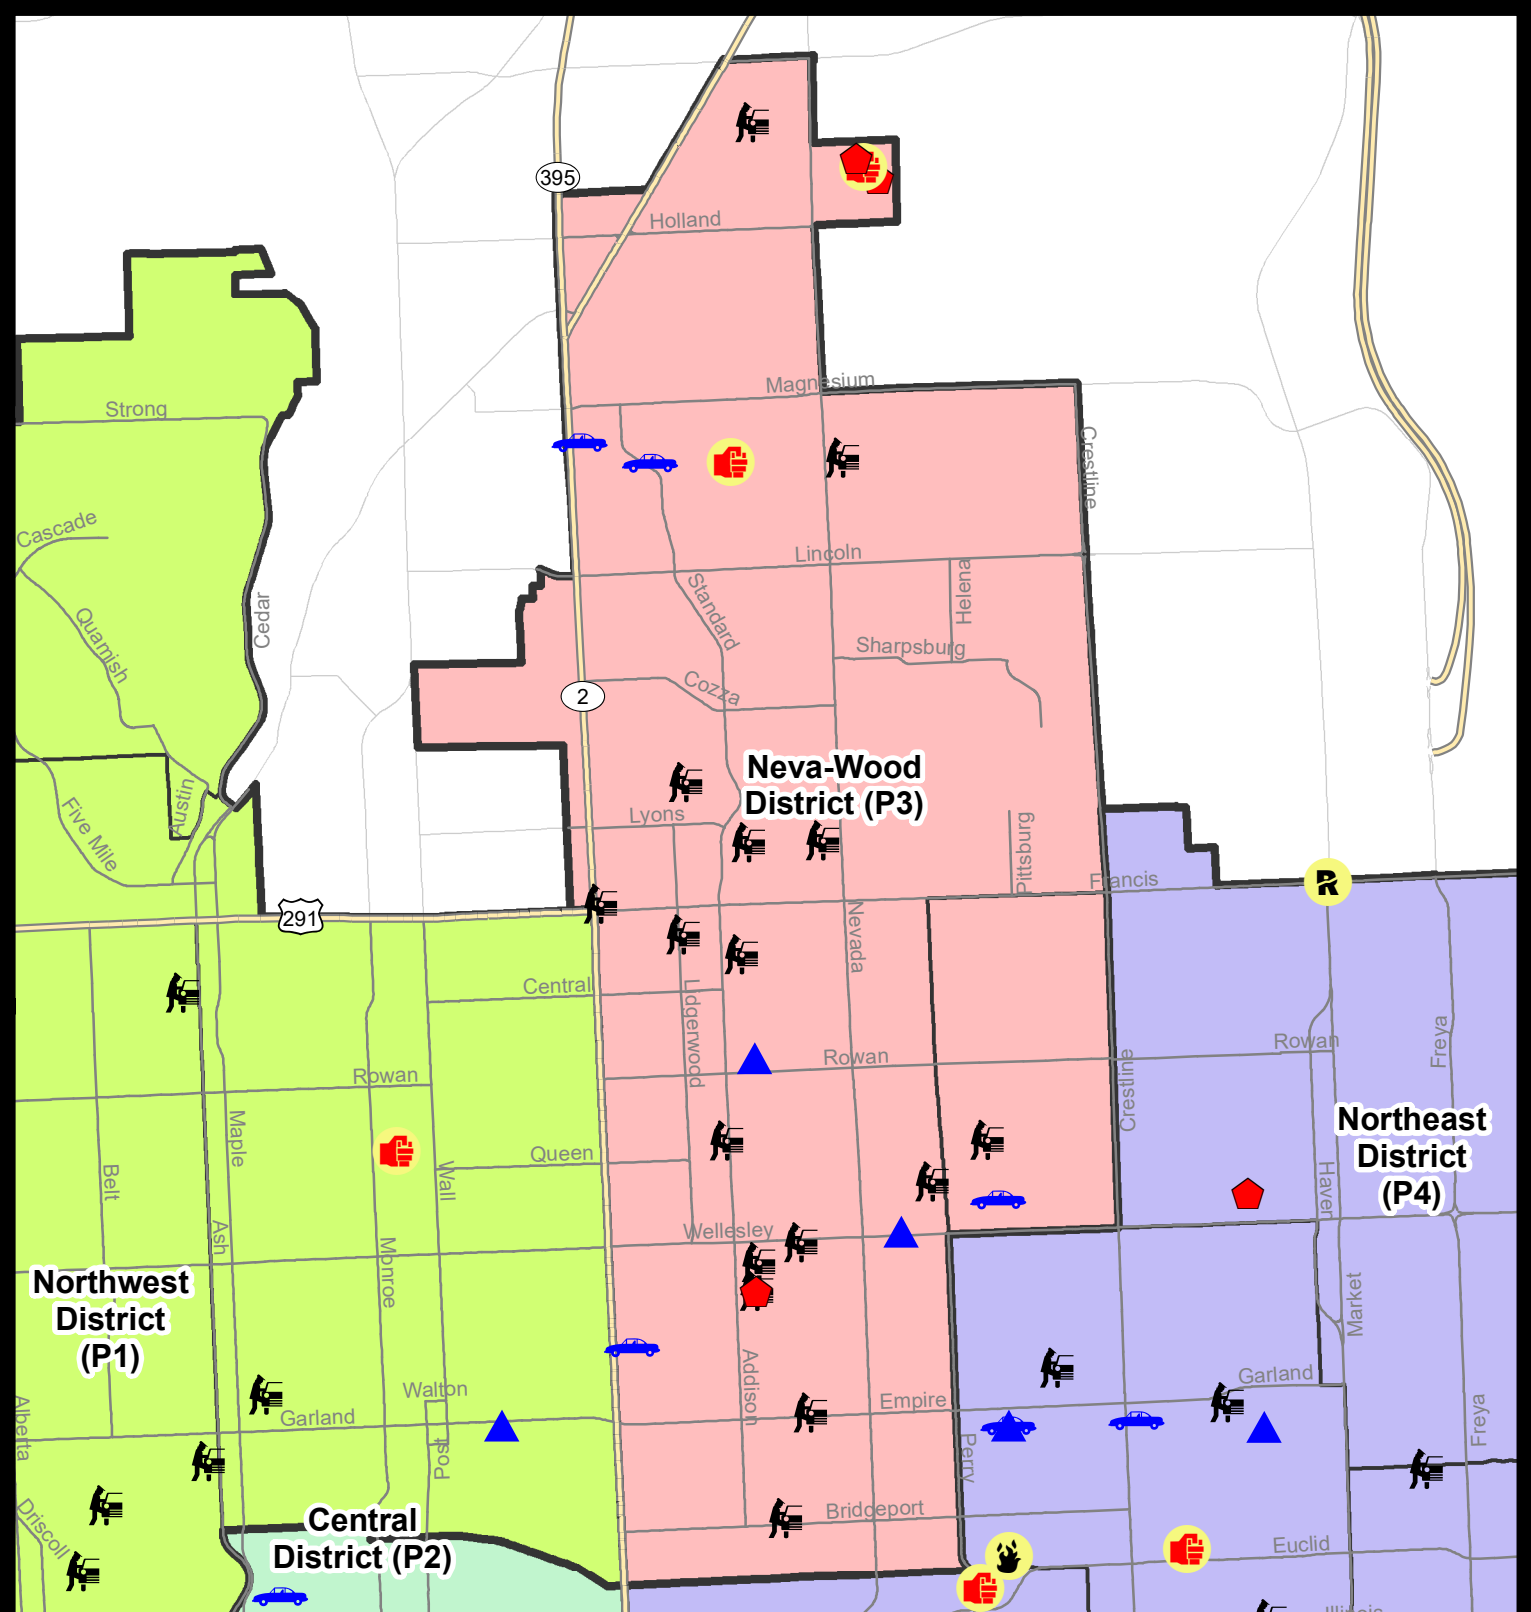 395
Holland
Magnesium
Strong
Crestline
Cascade
Lincoln
Helena
Standard
Cedar
Quamish
Sharpsburg
Cozza
2
Neva-Wood
District (P3)
Austin
Five Mile
Lyons
Pittsburg
Francis
291
Nevada
Central
Lidgerwood
Rowan
Rowan
Freya
Rowan
Crestline
Maple
Northeast
District
(P4)
Queen
Wall
Belt
Haven
Ash
Wellesley
Monroe
Northwest
District
(P1)
Market
Addison
Walton
Garland
Empire
Garland
Alberta
Post
Freya
Perry
Driscoll
Central
District (P2)
Bridgeport
Euclid
Illinois